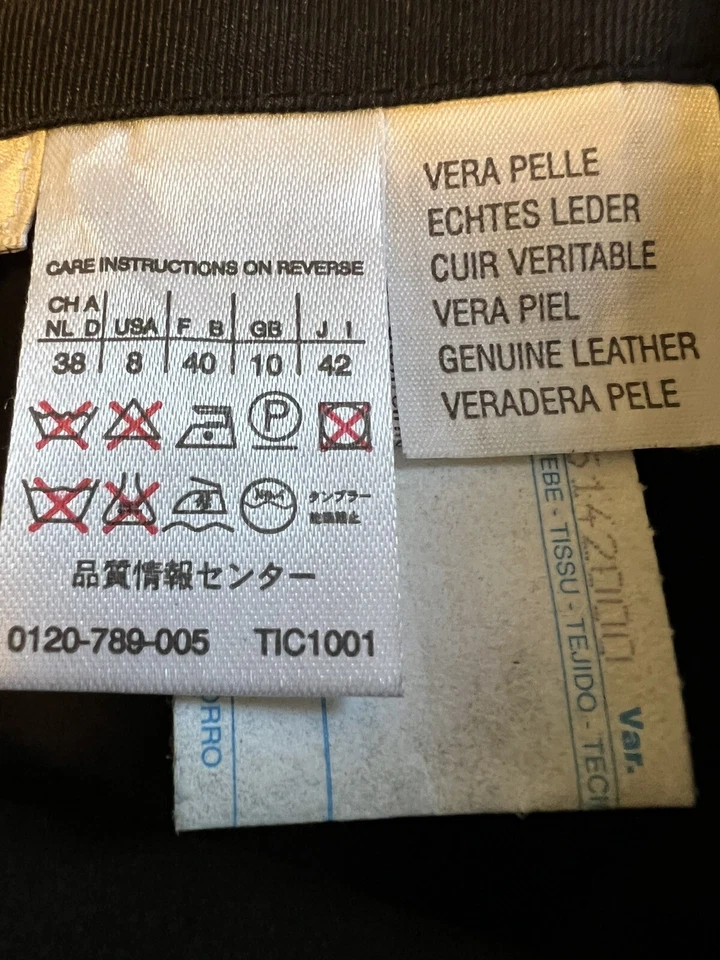 CARE INSTRUCTIONS ON REVERSE
CH A
NL D USA F B GB J I
38 8 40 10 42
P
タンブラー
乾燥禁止
品質情報センター
0120-789-005 TIC1001
VERA PELLE
ECHTES LEDER
CUIR VERITABLE
VERA PIEL
GENUINE LEATHER
VERADERA PELE
- TISSU - TEJIDO -
Var.